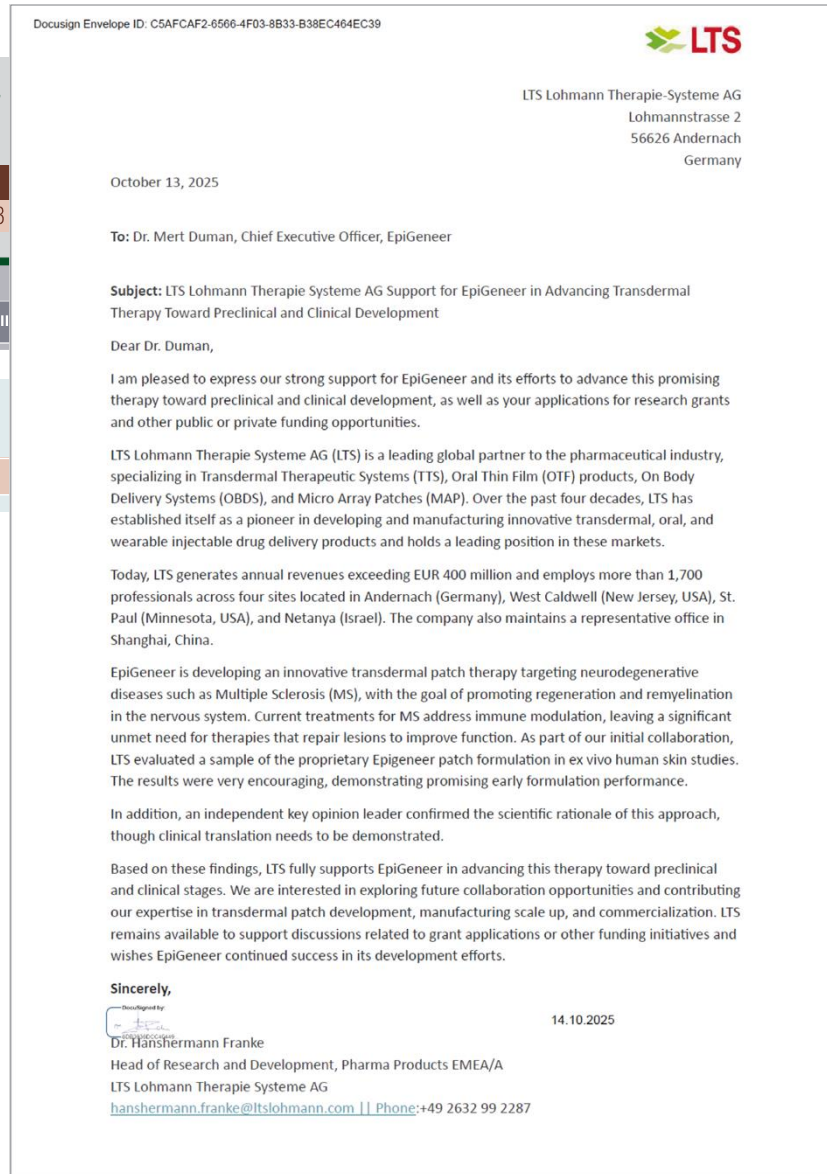 Docusign Envelope ID: C5AFCAF2-6566-4F03-8B33-B38EC464EC39
LTS
LTS Lohmann Therapie-Systeme AG
Lohmannstrasse 2
56626 Andernach
Germany
October 13, 2025
To: Dr. Mert Duman, Chief Executive Officer, EpiGeneer
Subject: LTS Lohmann Therapie Systeme AG Support for EpiGeneer in Advancing Transdermal
Therapy Toward Preclinical and Clinical Development
Dear Dr. Duman,
I am pleased to express our strong support for EpiGeneer and its efforts to advance this promising
therapy toward preclinical and clinical development, as well as your applications for research grants
and other public or private funding opportunities.
LTS Lohmann Therapie Systeme AG (LTS) is a leading global partner to the pharmaceutical industry,
specializing in Transdermal Therapeutic Systems (TTS), Oral Thin Film (OTF) products, On Body
Delivery Systems (OBDS), and Micro Array Patches (MAP). Over the past four decades, LTS has
established itself as a pioneer in developing and manufacturing innovative transdermal, oral, and
wearable injectable drug delivery products and holds a leading position in these markets.
Today, LTS generates annual revenues exceeding EUR 400 million and employs more than 1,700
professionals across four sites located in Andernach (Germany), West Caldwell (New Jersey, USA), St.
Paul (Minnesota, USA), and Netanya (Israel). The company also maintains a representative office in
Shanghai, China.
EpiGeneer is developing an innovative transdermal patch therapy targeting neurodegenerative
diseases such as Multiple Sclerosis (MS), with the goal of promoting regeneration and remyelination
in the nervous system. Current treatments for MS address immune modulation, leaving a significant
unmet need for therapies that repair lesions to improve function. As part of our initial collaboration,
LTS evaluated a sample of the proprietary Epigeneer patch formulation in ex vivo human skin studies.
The results were very encouraging, demonstrating promising early formulation performance.
In addition, an independent key opinion leader confirmed the scientific rationale of this approach,
though clinical translation needs to be demonstrated.
Based on these findings, LTS fully supports EpiGeneer in advancing this therapy toward preclinical
and clinical stages. We are interested in exploring future collaboration opportunities and contributing
our expertise in transdermal patch development, manufacturing scale up, and commercialization. LTS
remains available to support discussions related to grant applications or other funding initiatives and
wishes EpiGeneer continued success in its development efforts.
Sincerely,
DocuSigned by:
14.10.2025
Dr. Hanshermann Franke
Head of Research and Development, Pharma Products EMEA/A
LTS Lohmann Therapie Systeme AG
hanshermann.franke@ltslohmann.com || Phone:+49 2632 99 2287